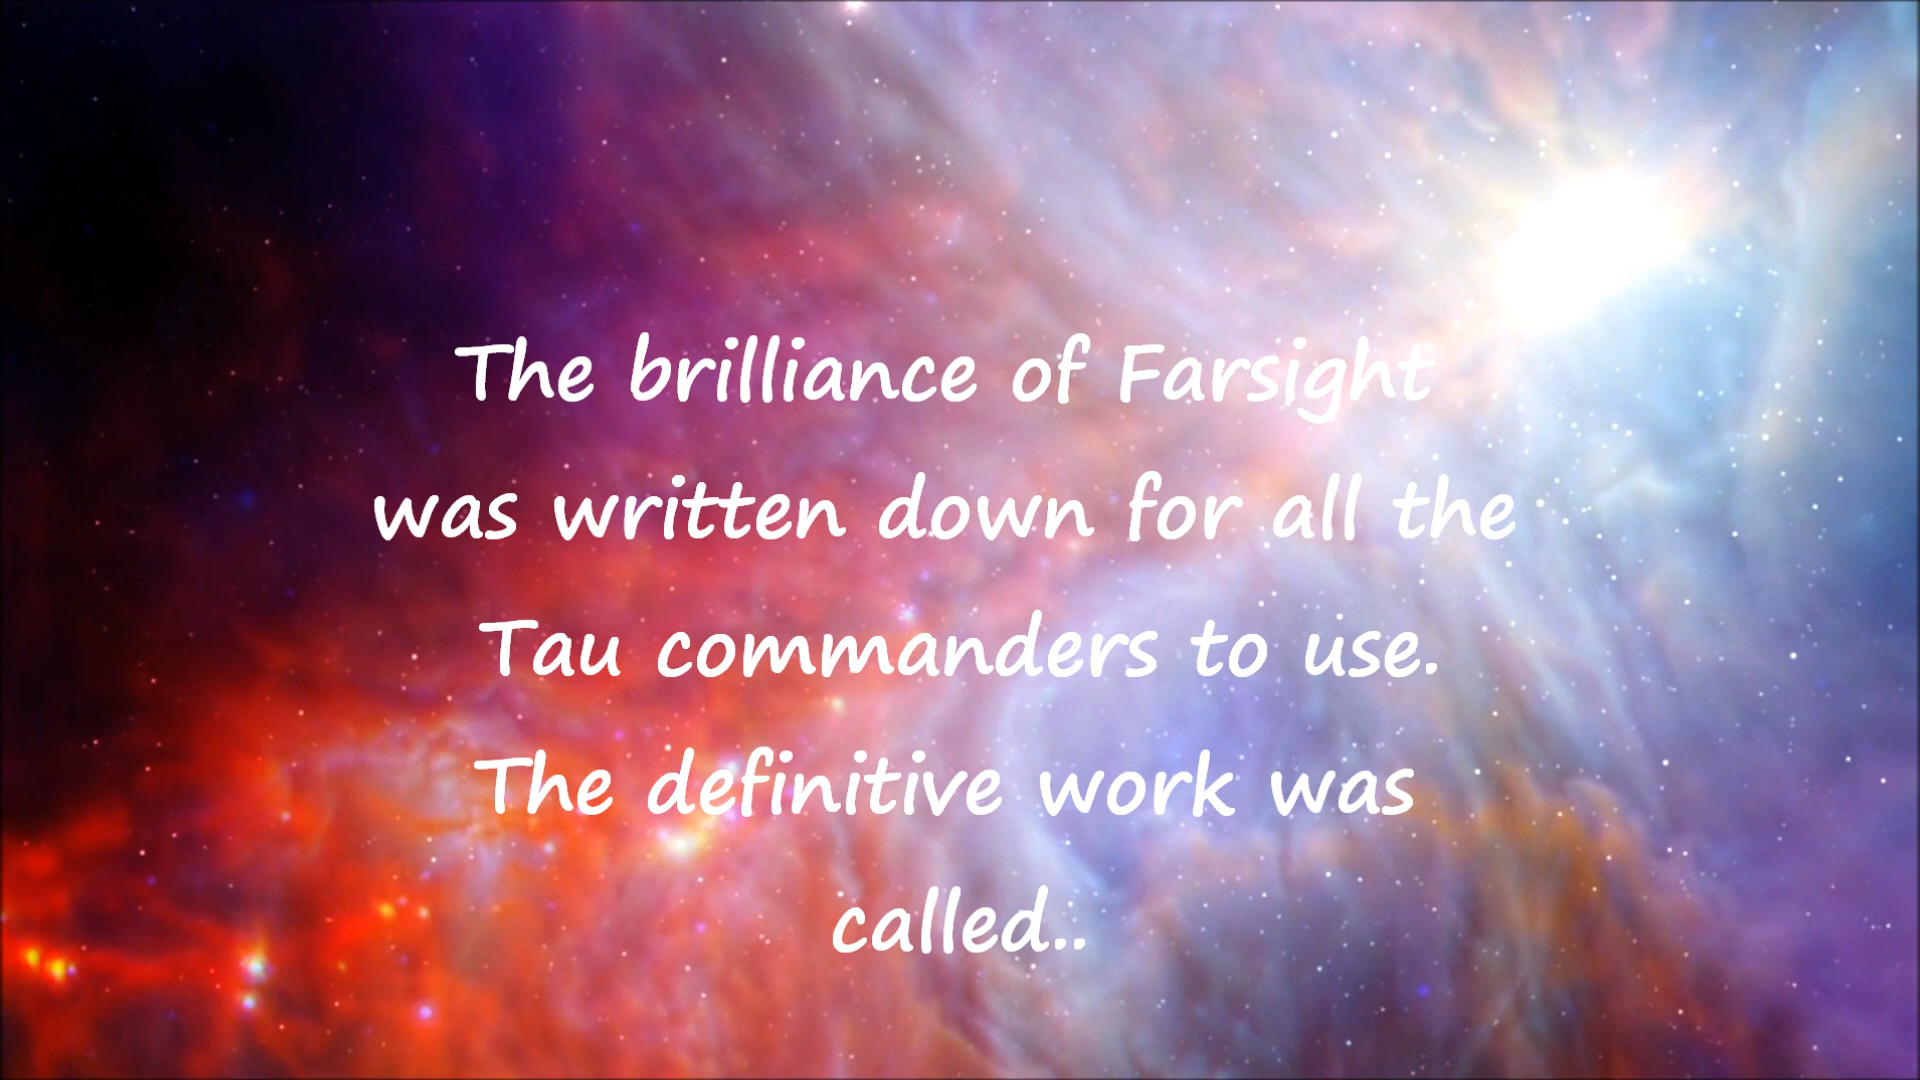 The brilliance of Farsight
was written down for all the
Tau commanders to use.
The definitive work was
called..